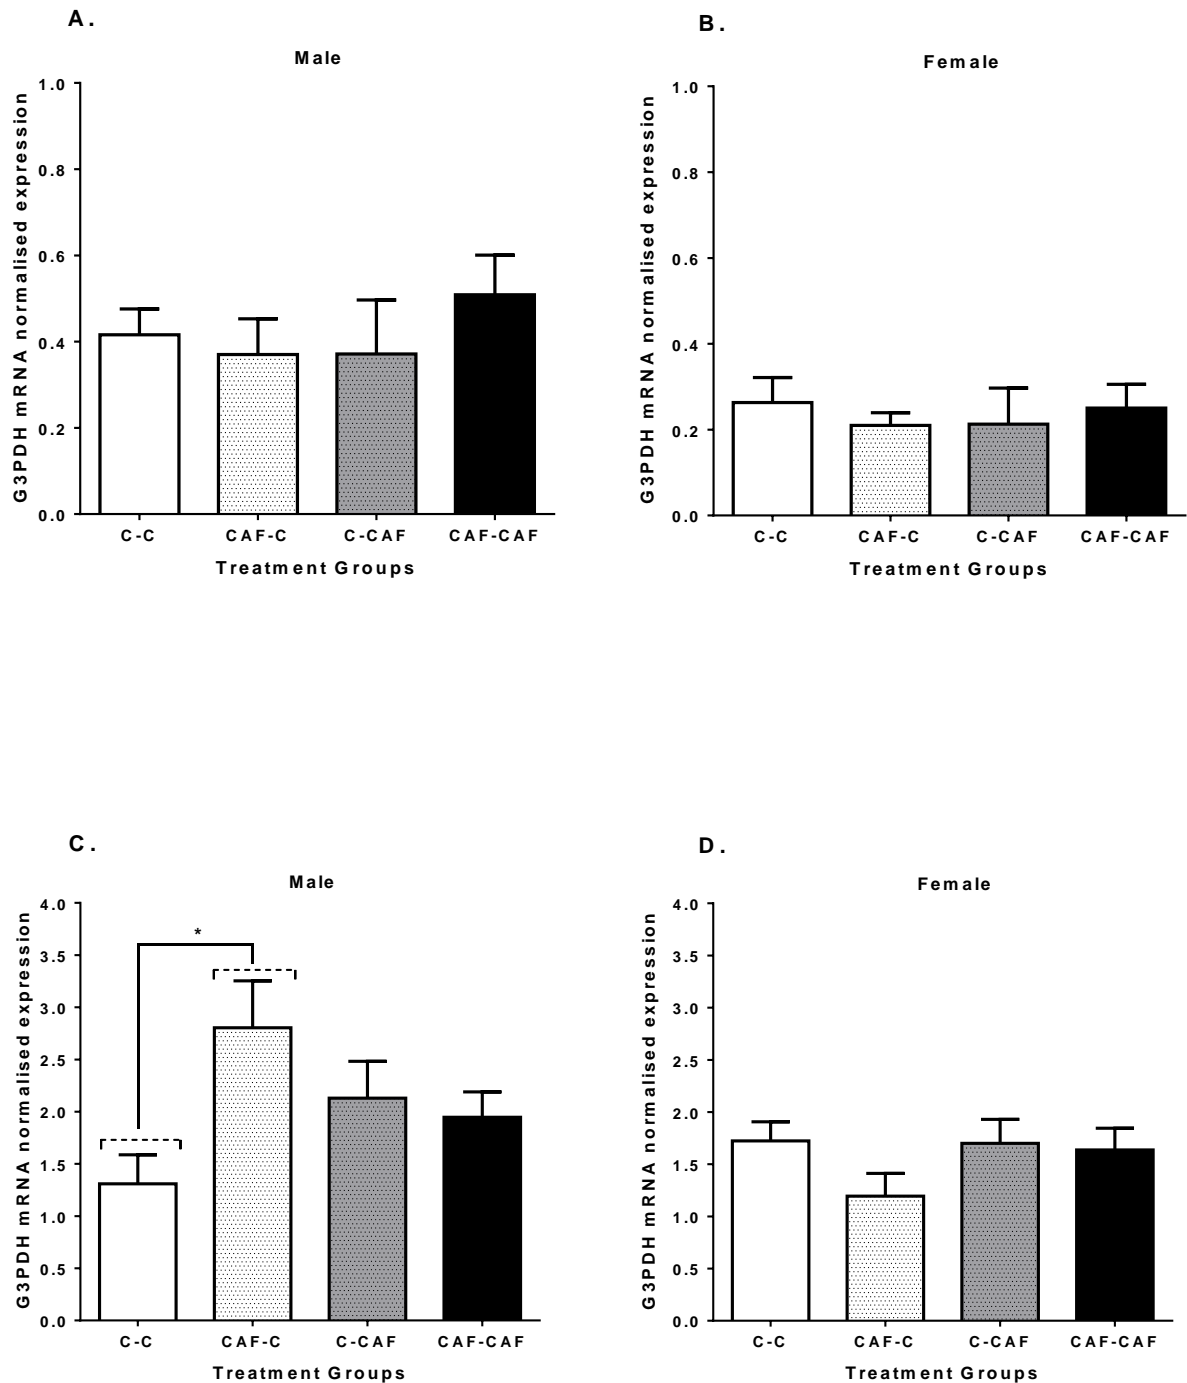 A.
Male
G3PDH mRNA normalised expression
1.0
0.8
0.6
0.4
0.2
0.0
C-C CAF-C C-CAF CAF-CAF
Treatment Groups
B.
Female
G3PDH mRNA normalised expression
1.0
0.8
0.6
0.4
0.2
0.0
C-C CAF-C C-CAF CAF-CAF
Treatment Groups
C.
Male
G3PDH mRNA normalised expression
4.0
3.5
3.0
2.5
2.0
1.5
1.0
0.5
0.0
*
C-C CAF-C C-CAF CAF-CAF
Treatment Groups
D.
Female
G3PDH mRNA normalised expression
4.0
3.5
3.0
2.5
2.0
1.5
1.0
0.5
0.0
C-C CAF-C C-CAF CAF-CAF
Treatment Groups